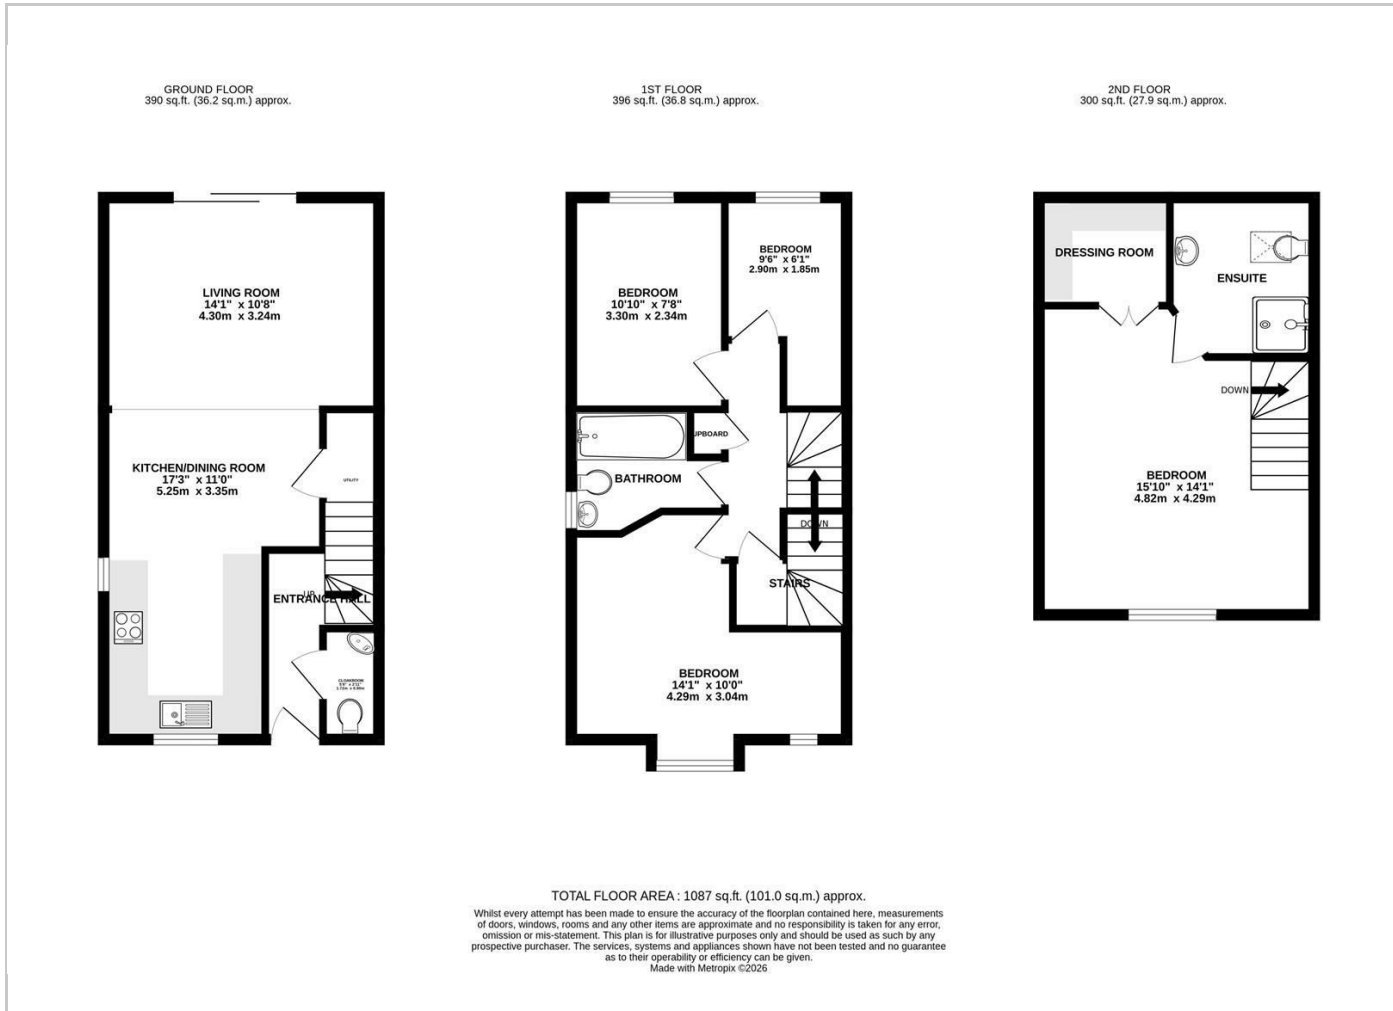 GROUND FLOOR
390 sq.ft. (36.2 sq.m.) approx.
1ST FLOOR
396 sq.ft. (36.8 sq.m.) approx.
2ND FLOOR
300 sq.ft. (27.9 sq.m.) approx.
LIVING ROOM
14'1" x 10'8"
4.30m x 3.24m
KITCHEN/DINING ROOM
17'3" x 11'0"
5.25m x 3.35m
UTILITY
UP
ENTRANCE HALL
CLOAKROOM
BEDROOM
10'10" x 7'8"
3.30m x 2.34m
BEDROOM
9'6" x 6'1"
2.90m x 1.85m
UPBOARD
BATHROOM
DOWN
STAIRS
BEDROOM
14'1" x 10'0"
4.29m x 3.04m
DRESSING ROOM
ENSUITE
DOWN
BEDROOM
15'10" x 14'1"
4.82m x 4.29m
TOTAL FLOOR AREA : 1087 sq.ft. (101.0 sq.m.) approx.
Whilst every attempt has been made to ensure the accuracy of the floorplan contained here, measurements
of doors, windows, rooms and any other items are approximate and no responsibility is taken for any error,
omission or mis-statement. This plan is for illustrative purposes only and should be used as such by any
prospective purchaser. The services, systems and appliances shown have not been tested and no guarantee
as to their operability or efficiency can be given.
Made with Metropix ©2026